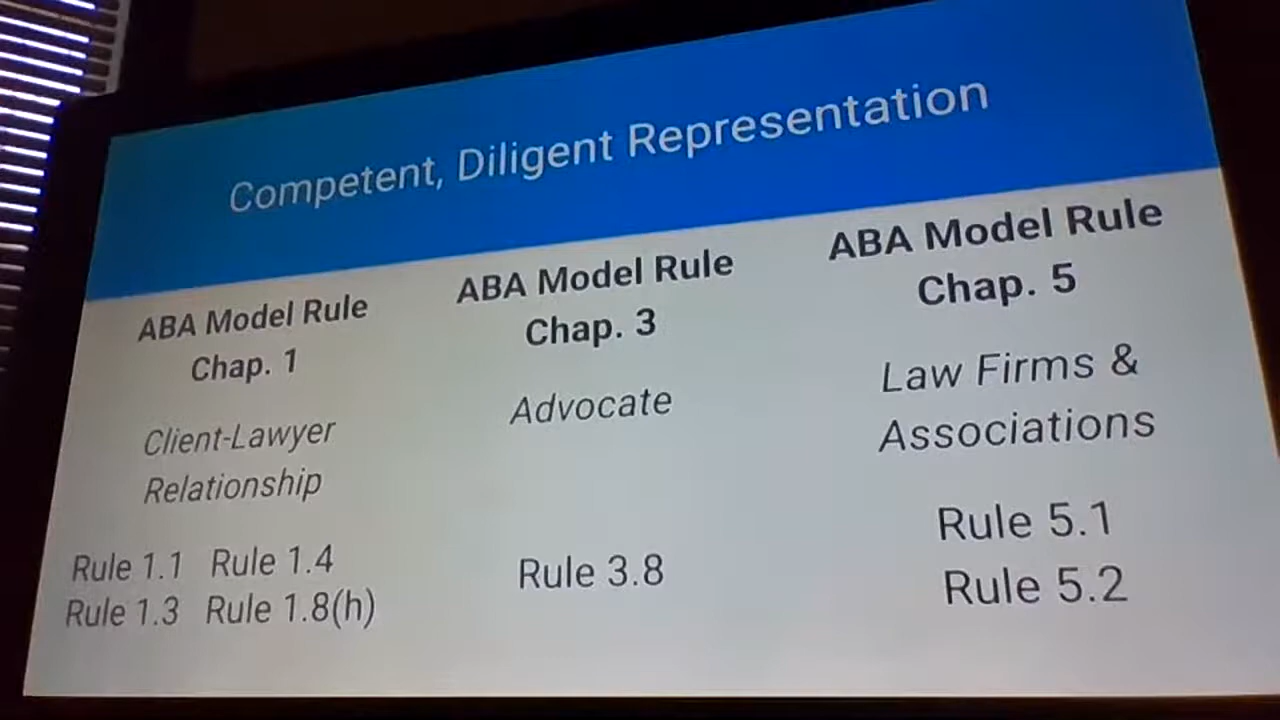 Competent, Diligent Representation
ABA Model Rule
Chap. 1
Client-Lawyer
Relationship
Rule 1.1 Rule 1.4
Rule 1.3 Rule 1.8(h)
ABA Model Rule
Chap. 3
Advocate
Rule 3.8
ABA Model Rule
Chap. 5
Law Firms &
Associations
Rule 5.1
Rule 5.2